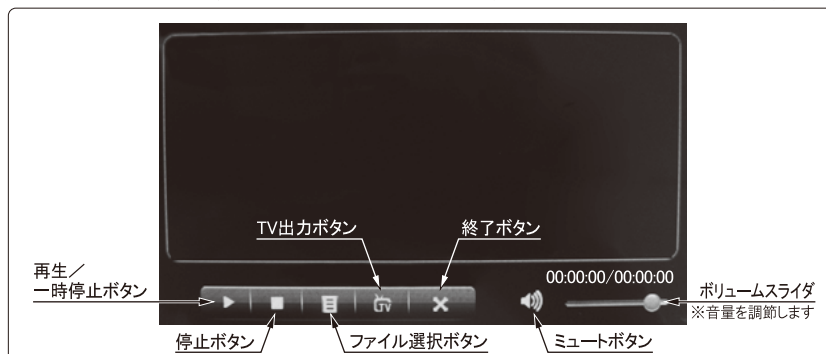 TV出力ボタン
終了ボタン
再生／
一時停止ボタン
00:00:00/00:00:00
ボリュームスライダ
※音量を調節します
TV
停止ボタン
ファイル選択ボタン
ミュートボタン